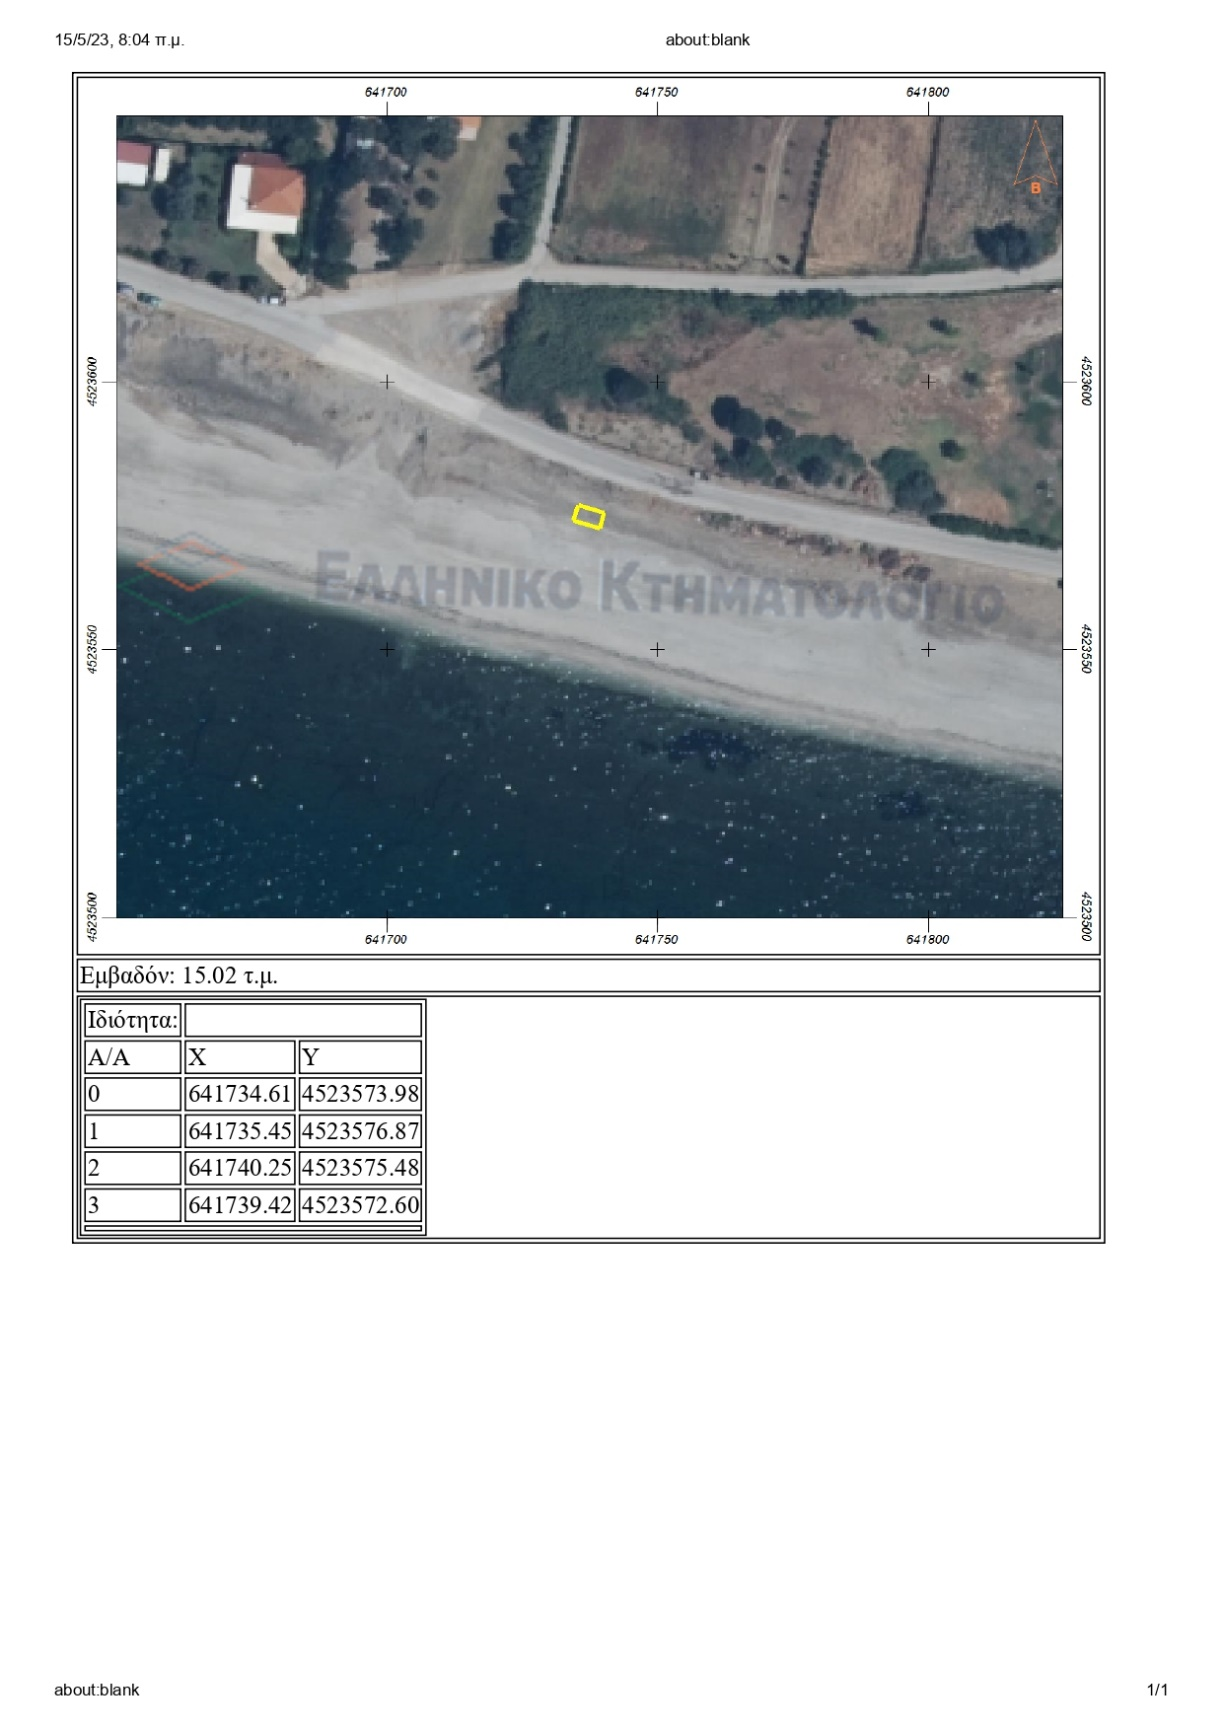 15/5/23, 8:04 π.μ. about:blank
641700 641750 641800
B
4523600 4523600
ΕΛΛΗΝΙΚΟ ΚΤΗΜΑΤΟΛΟΓΙΟ
4523550 4523550
4523500 4523500
641700 641750 641800
Εμβαδόν: 15.02 τ.μ.
Ιδιότητα:
Α/Α X Y
0 641734.61 4523573.98
1 641735.45 4523576.87
2 641740.25 4523575.48
3 641739.42 4523572.60
about:blank 1/1